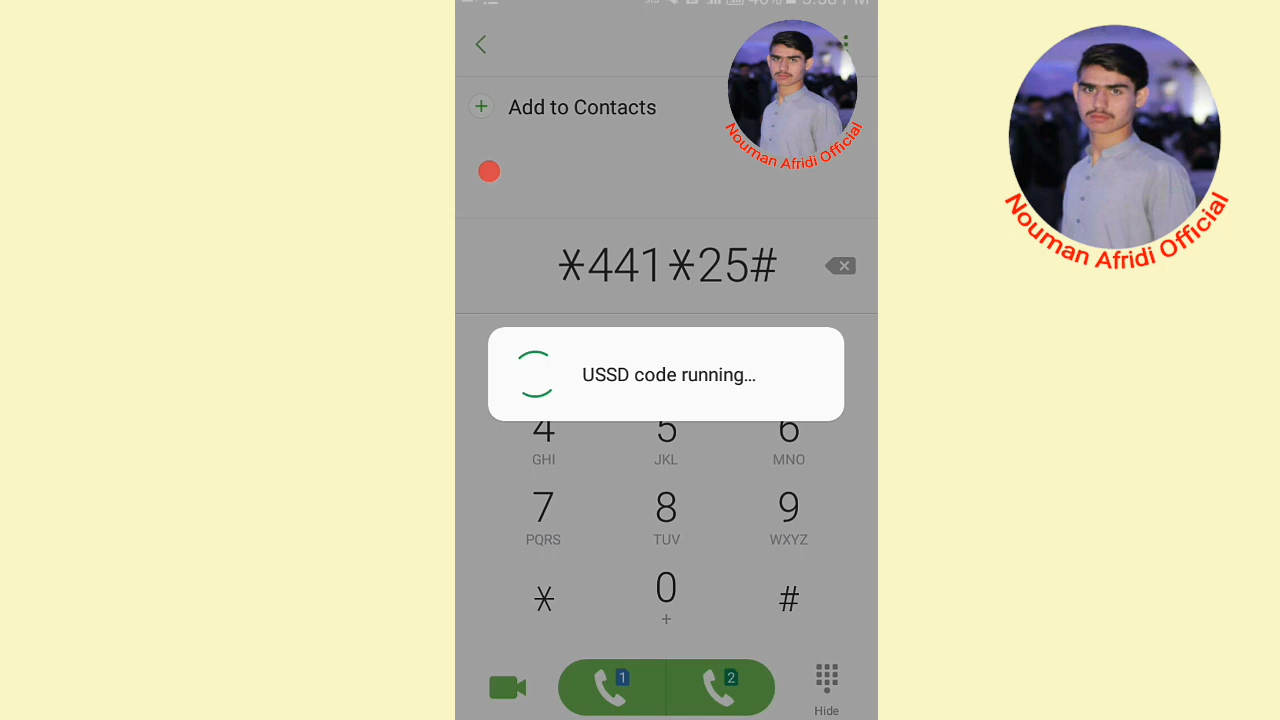 Add to Contacts
Nouman Afridi Official
Nouman Afridi Official
*441*25#
USSD code running...
4 5 6
GHI JKL MNO
7 8 9
PQRS TUV WXYZ
* 0 #
+
1 2
Hide